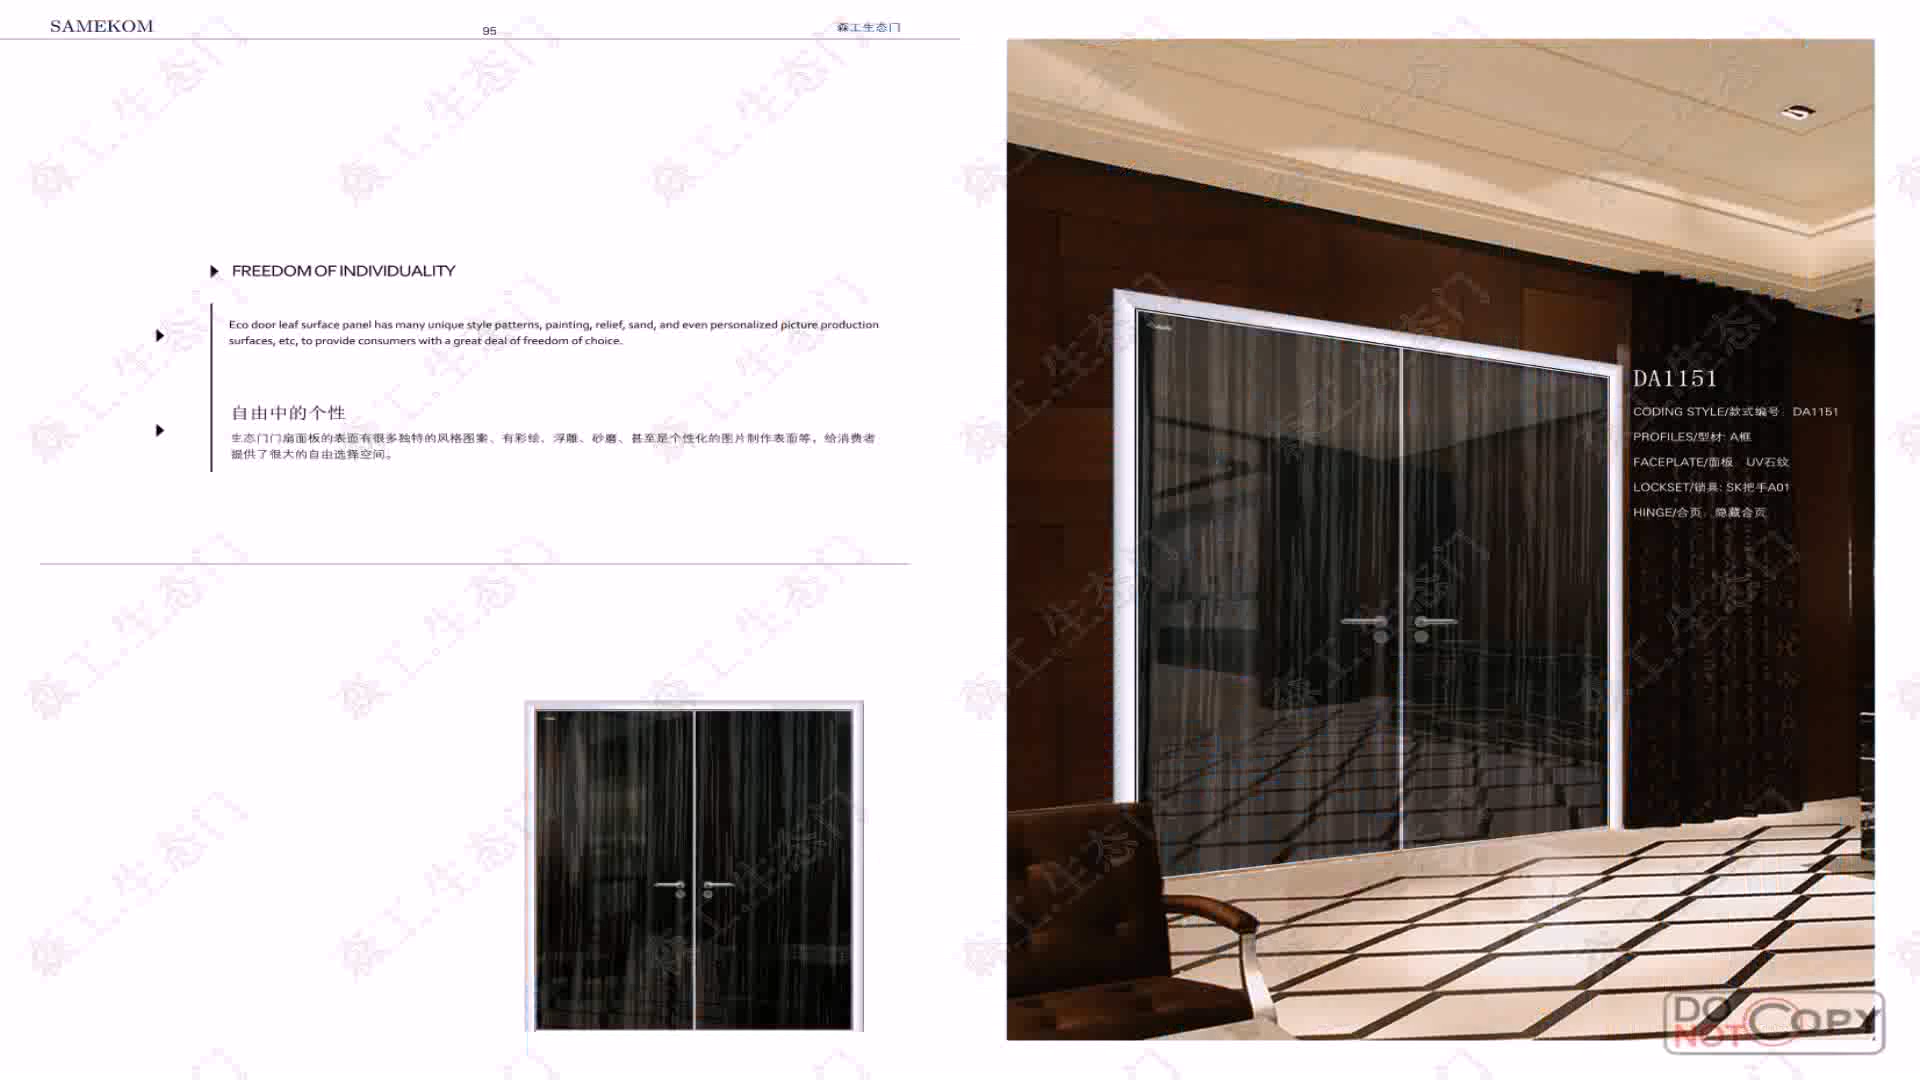 SAMEKOM
95
森工生态门
FREEDOM OF INDIVIDUALITY
Eco door leaf surface panel has many unique style patterns, painting, relief, sand, and even personalized picture production
surfaces, etc, to provide consumers with a great deal of freedom of choice.
自由中的个性
生态门门扇面板的表面有很多独特的风格图案、有彩绘、浮雕、砂磨、甚至是个性化的图片制作表面等，给消费者
提供了很大的自由选择空间。
DA1151
CODING STYLE/款式编号: DA1151
PROFILES/型材: A框
FACEPLATE/面板 UV石纹
LOCKSET/锁具: SK把手A01
HINGE/合页: 隐藏合页
森工生态门
DO NOT COPY